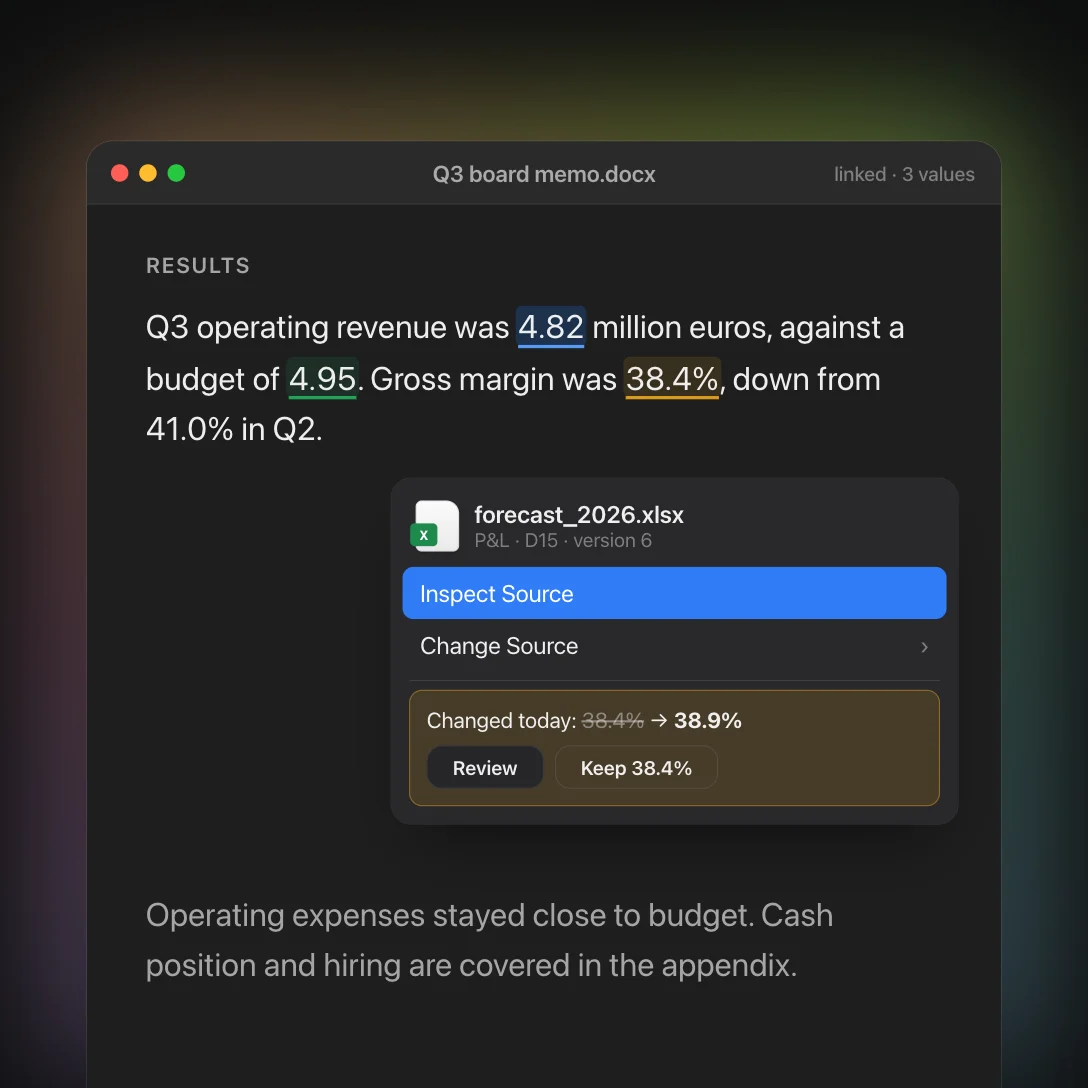 Q3 board memo.docx
linked · 3 values
RESULTS
Q3 operating revenue was 4.82 million euros, against a
budget of 4.95. Gross margin was 38.4%, down from
41.0% in Q2.
forecast_2026.xlsx
X
P&L · D15 · version 6
Inspect Source
Change Source ›
Changed today: 38.4% → 38.9%
Review
Keep 38.4%
Operating expenses stayed close to budget. Cash
position and hiring are covered in the appendix.